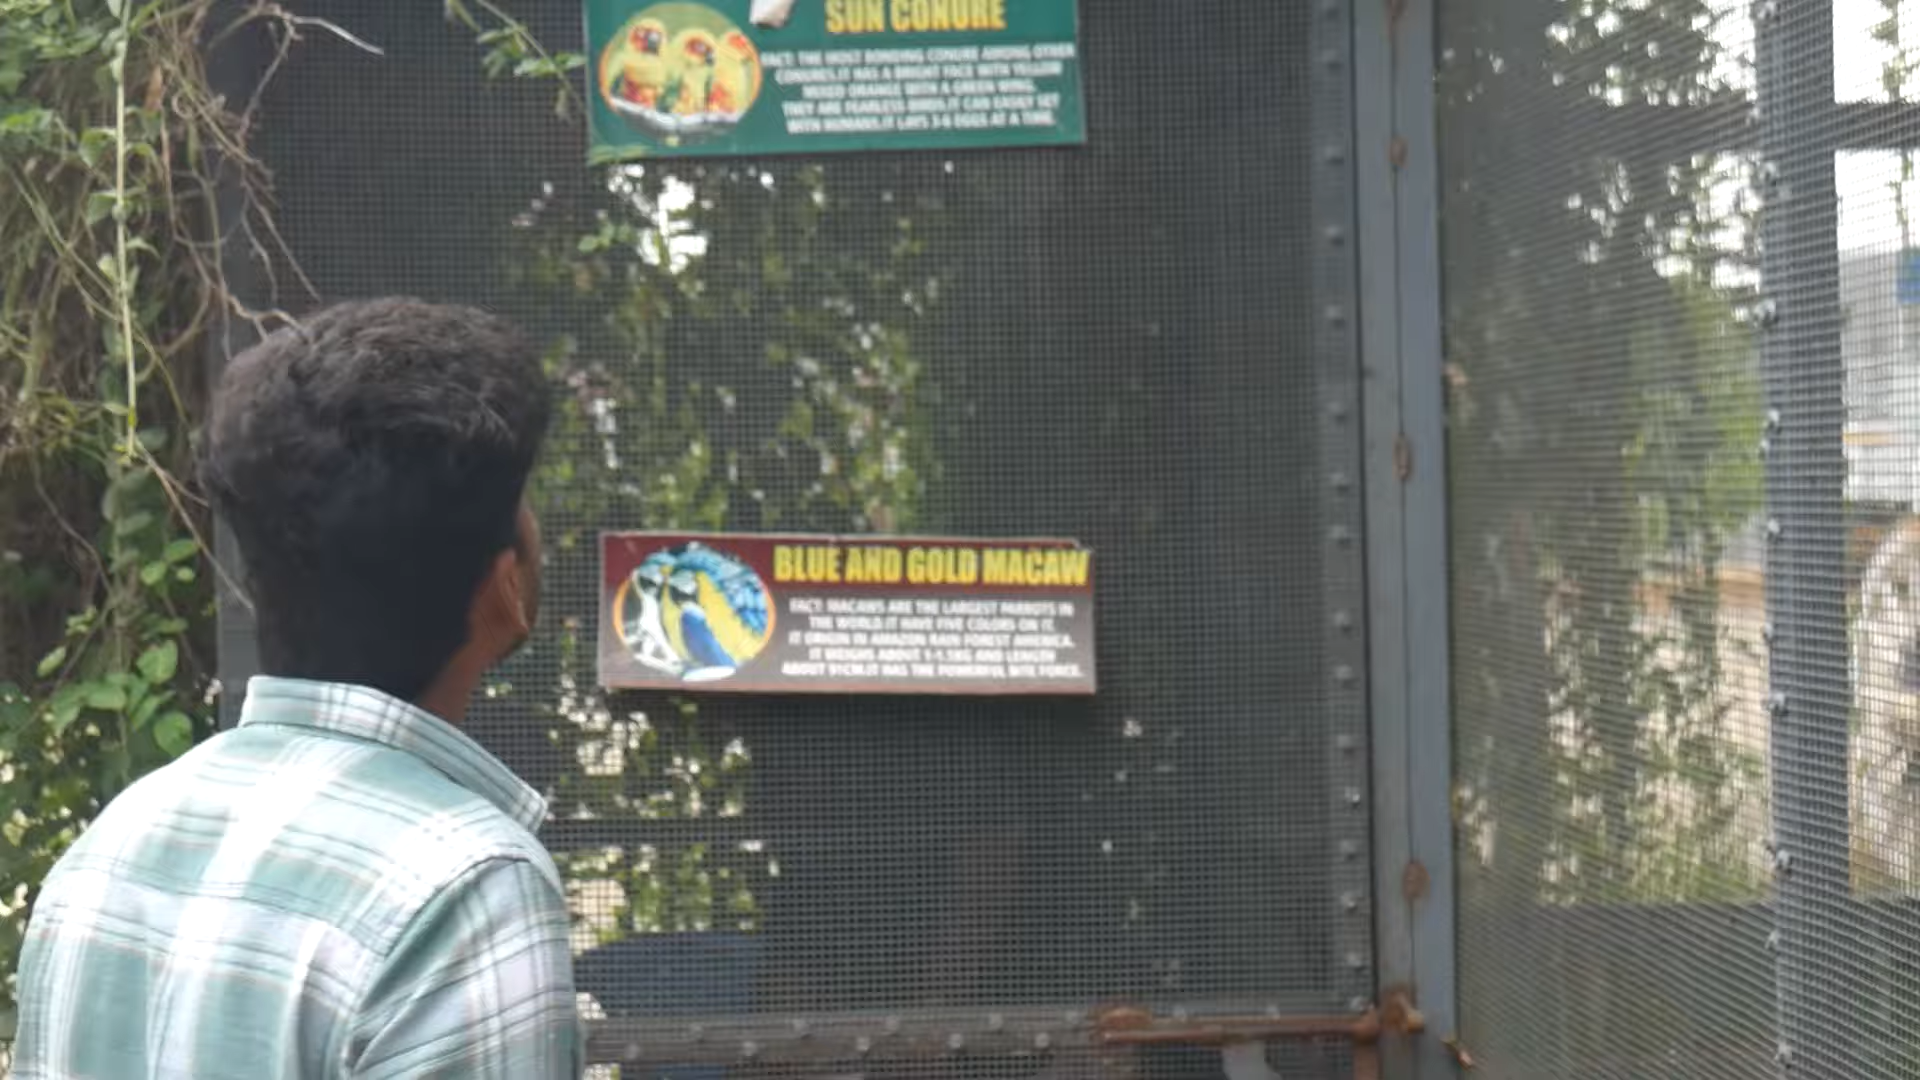 SUN CONURE
FACT: THE MOST BONDING CONURE AMONG OTHER
CONURES.IT HAS A BRIGHT FACE WITH YELLOW
MIXED ORANGE WITH A GREEN WING.
THEY ARE FEARLESS BIRDS.IT CAN EASILY SET
WITH HUMANS.IT LAYS 3-6 EGGS AT A TIME.
BLUE AND GOLD MACAW
FACT: MACAWS ARE THE LARGEST PARROTS IN
THE WORLD.IT HAVE FIVE COLORS ON IT.
IT ORIGIN IN AMAZON RAIN FOREST AMERICA.
IT WEIGHS ABOUT 1-1.5KG AND LENGTH
ABOUT 91CM.IT HAS THE POWERFUL BITE FORCE.